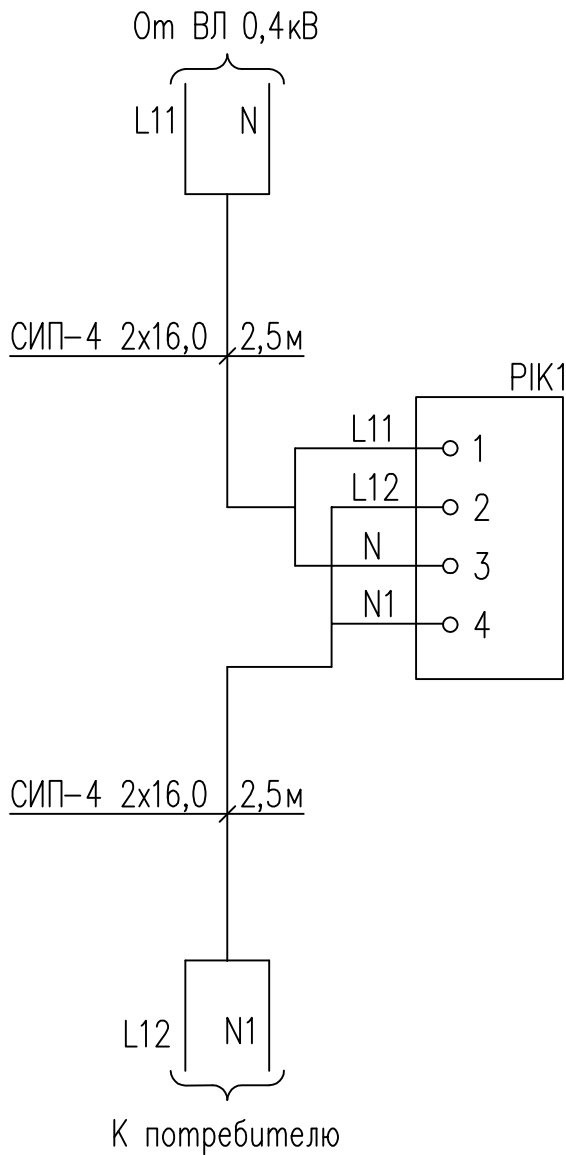 От ВЛ 0,4кВ
L11 N
СИП-4 2х16,0 2,5м
PIK1
L11 1
L12 2
N 3
N1 4
СИП-4 2х16,0 2,5м
L12 N1
К потребителю